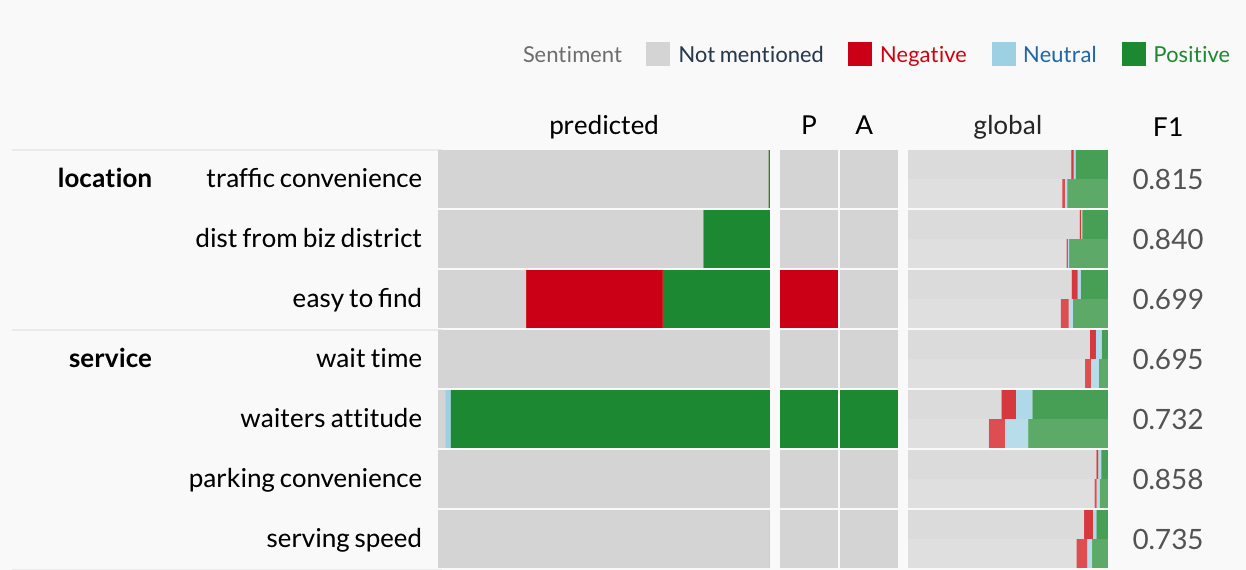 Sentiment Not mentioned Negative Neutral Positive
predicted P A global F1
location traffic convenience 0.815
dist from biz district 0.840
easy to find 0.699
service wait time 0.695
waiters attitude 0.732
parking convenience 0.858
serving speed 0.735